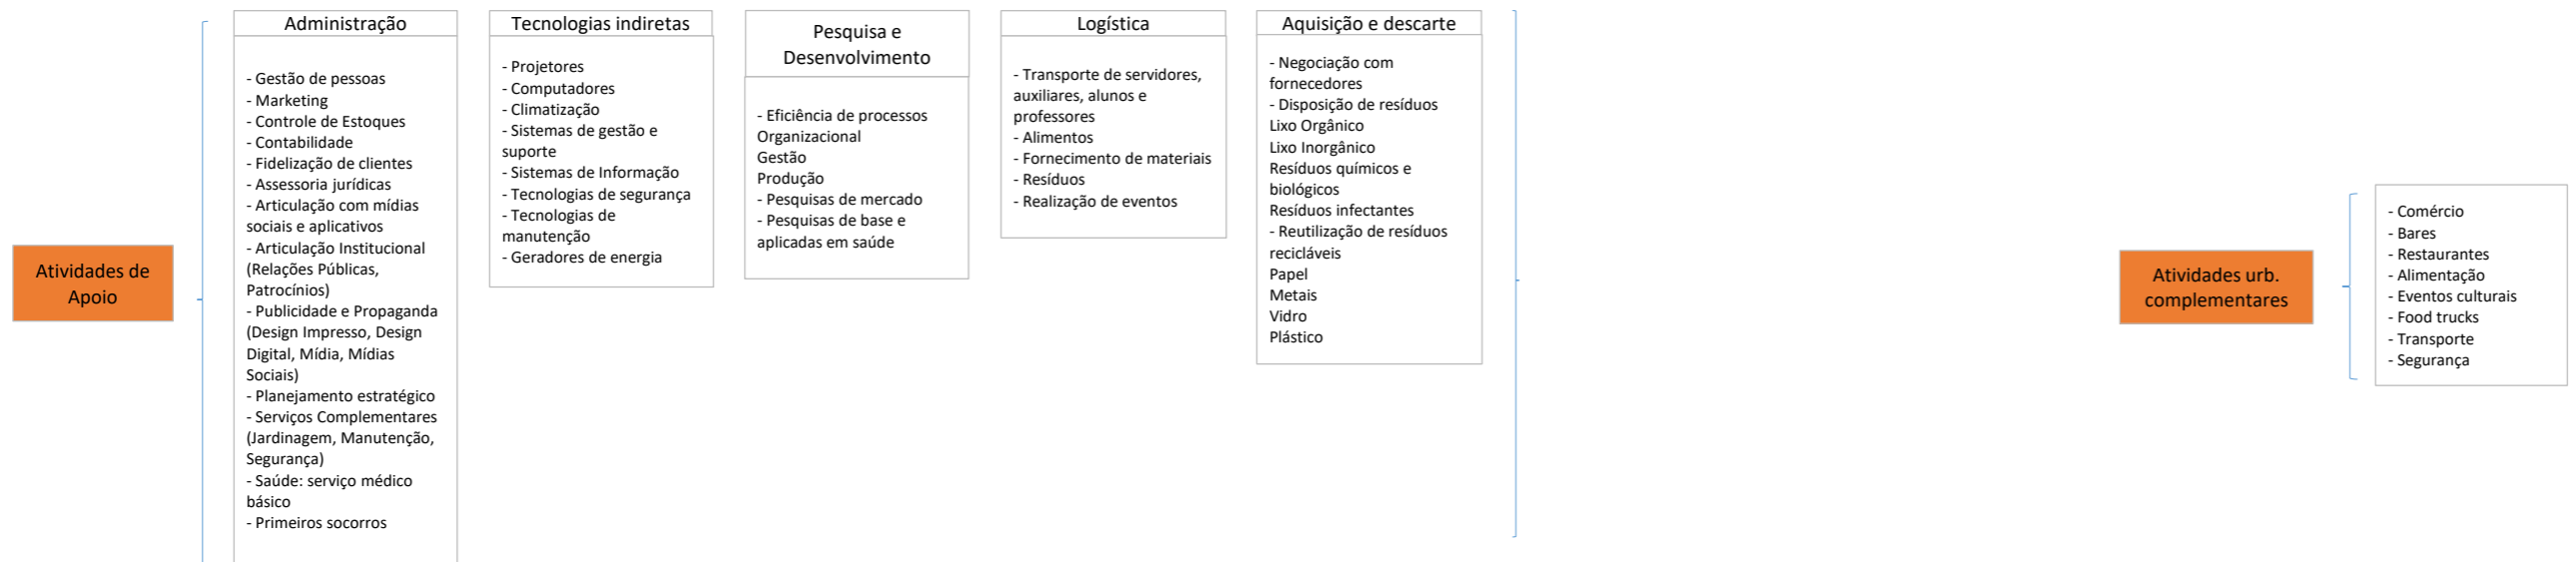 Atividades de
Apoio
Administração
- Gestão de pessoas
- Marketing
- Controle de Estoques
- Contabilidade
- Fidelização de clientes
- Assessoria jurídicas
- Articulação com mídias
sociais e aplicativos
- Articulação Institucional
(Relações Públicas,
Patrocínios)
- Publicidade e Propaganda
(Design Impresso, Design
Digital, Mídia, Mídias
Sociais)
- Planejamento estratégico
- Serviços Complementares
(Jardinagem, Manutenção,
Segurança)
- Saúde: serviço médico
básico
- Primeiros socorros
Tecnologias indiretas
- Projetores
- Computadores
- Climatização
- Sistemas de gestão e
suporte
- Sistemas de Informação
- Tecnologias de segurança
- Tecnologias de
manutenção
- Geradores de energia
Pesquisa e
Desenvolvimento
- Eficiência de processos
Organizacional
Gestão
Produção
- Pesquisas de mercado
- Pesquisas de base e
aplicadas em saúde
Logística
- Transporte de servidores,
auxiliares, alunos e
professores
- Alimentos
- Fornecimento de materiais
- Resíduos
- Realização de eventos
Aquisição e descarte
- Negociação com
fornecedores
- Disposição de resíduos
Lixo Orgânico
Lixo Inorgânico
Resíduos químicos e
biológicos
Resíduos infectantes
- Reutilização de resíduos
recicláveis
Papel
Metais
Vidro
Plástico
Atividades urb.
complementares
- Comércio
- Bares
- Restaurantes
- Alimentação
- Eventos culturais
- Food trucks
- Transporte
- Segurança